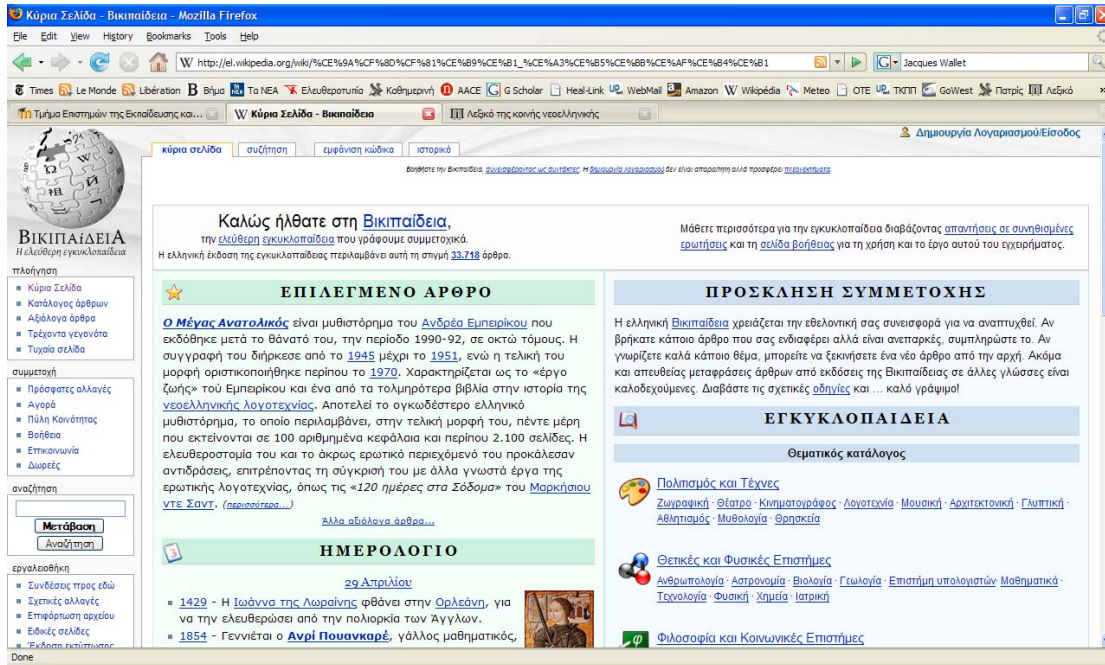 Κύρια Σελίδα - Βικιπαίδεια - Mozilla Firefox
File Edit View History Bookmarks Tools Help
W http://el.wikipedia.org/wiki/%CE%9A%CF%8D%CF%81%CE%B9%CE%B1_%CE%A3%CE%B5%CE%BB%CE%AF%CE%B4%CE%B1 G Jacques Wallet
Times Le Monde Libération B Βήμα ΤΑ ΝΕΑ Ελευθεροτυπία Καθημερινή AACE G Scholar Heal-Link WebMail Amazon W Wikipédia Meteo OTE ΤΚΠΠ GoWest Πατρίς Λεξικό »
Τμήμα Επιστημών της Εκπαίδευσης και... W Κύρια Σελίδα - Βικιπαίδεια Λεξικό της κοινής νεοελληνικής
Δημιουργία Λογαριασμού/Είσοδος
κύρια σελίδα συζήτηση εμφάνιση κώδικα ιστορικό
Βοηθήστε την Βικιπαίδεια, συνεισφέροντας ως συντάκτες. Η δημιουργία λογαριασμού δεν είναι απαραίτητη αλλά προσφέρει πλεονεκτήματα.
ΒΙΚΙΠΑίΔΕΙΑ
Η ελεύθερη εγκυκλοπαίδεια
πλοήγηση
Κύρια Σελίδα
Κατάλογος άρθρων
Αξιόλογα άρθρα
Τρέχοντα γεγονότα
Τυχαία σελίδα
συμμετοχή
Πρόσφατες αλλαγές
Αγορά
Πύλη Κοινότητας
Βοήθεια
Επικοινωνία
Δωρεές
αναζήτηση
Μετάβαση
Αναζήτηση
εργαλειοθήκη
Συνδέσεις προς εδώ
Σχετικές αλλαγές
Επιφόρτωση αρχείου
Ειδικές σελίδες
Έκδοση εκτύπωσης
Καλώς ήλθατε στη Βικιπαίδεια,
την ελεύθερη εγκυκλοπαίδεια που γράφουμε συμμετοχικά.
Η ελληνική έκδοση της εγκυκλοπαίδειας περιλαμβάνει αυτή τη στιγμή 33.718 άρθρα.
Μάθετε περισσότερα για την εγκυκλοπαίδεια διαβάζοντας απαντήσεις σε συνηθισμένες
ερωτήσεις και τη σελίδα βοήθειας για τη χρήση και το έργο αυτού του εγχειρήματος.
ΕΠΙΛΕΓΜΕΝΟ ΑΡΘΡΟ
Ο Μέγας Ανατολικός είναι μυθιστόρημα του Ανδρέα Εμπειρίκου που
εκδόθηκε μετά το θάνατό του, την περίοδο 1990-92, σε οκτώ τόμους. Η
συγγραφή του διήρκεσε από το 1945 μέχρι το 1951, ενώ η τελική του
μορφή οριστικοποιήθηκε περίπου το 1970. Χαρακτηρίζεται ως το «έργο
ζωής» τού Εμπειρίκου και ένα από τα τολμηρότερα βιβλία στην ιστορία της
νεοελληνικής λογοτεχνίας. Αποτελεί το ογκωδέστερο ελληνικό
μυθιστόρημα, το οποίο περιλαμβάνει, στην τελική μορφή του, πέντε μέρη
που εκτείνονται σε 100 αριθμημένα κεφάλαια και περίπου 2.100 σελίδες. Η
ελευθεροστομία του και το άκρως ερωτικό περιεχόμενό του προκάλεσαν
αντιδράσεις, επιτρέποντας τη σύγκρισή του με άλλα γνωστά έργα της
ερωτικής λογοτεχνίας, όπως τις «120 ημέρες στα Σόδομα» του Μαρκήσιου
ντε Σαντ. (περισσότερα...)
Άλλα αξιόλογα άρθρα...
ΗΜΕΡΟΛΟΓΙΟ
29 Απριλίου
1429 - Η Ιωάννα της Λωραίνης φθάνει στην Ορλεάνη, για
να την ελευθερώσει από την πολιορκία των Άγγλων.
1854 - Γεννιέται ο Ανρί Πουανκαρέ, γάλλος μαθηματικός,
ΠΡΟΣΚΛΗΣΗ ΣΥΜΜΕΤΟΧΗΣ
Η ελληνική Βικιπαίδεια χρειάζεται την εθελοντική σας συνεισφορά για να αναπτυχθεί. Αν
βρήκατε κάποιο άρθρο που σας ενδιαφέρει αλλά είναι ανεπαρκές, συμπληρώστε το. Αν
γνωρίζετε καλά κάποιο θέμα, μπορείτε να ξεκινήσετε ένα νέο άρθρο από την αρχή. Ακόμα
και απευθείας μεταφράσεις άρθρων από εκδόσεις της Βικιπαίδειας σε άλλες γλώσσες είναι
καλοδεχούμενες. Διαβάστε τις σχετικές οδηγίες και ... καλό γράψιμο!
ΕΓΚΥΚΛΟΠΑΙΔΕΙΑ
Θεματικός κατάλογος
Πολιτισμός και Τέχνες
Ζωγραφική · Θέατρο · Κινηματογράφος · Λογοτεχνία · Μουσική · Αρχιτεκτονική · Γλυπτική ·
Αθλητισμός · Μυθολογία · Θρησκεία
Θετικές και Φυσικές Επιστήμες
Ανθρωπολογία · Αστρονομία · Βιολογία · Γεωλογία · Επιστήμη υπολογιστών· Μαθηματικά ·
Τεχνολογία · Φυσική · Χημεία · Ιατρική
Φιλοσοφία και Κοινωνικές Επιστήμες
Done